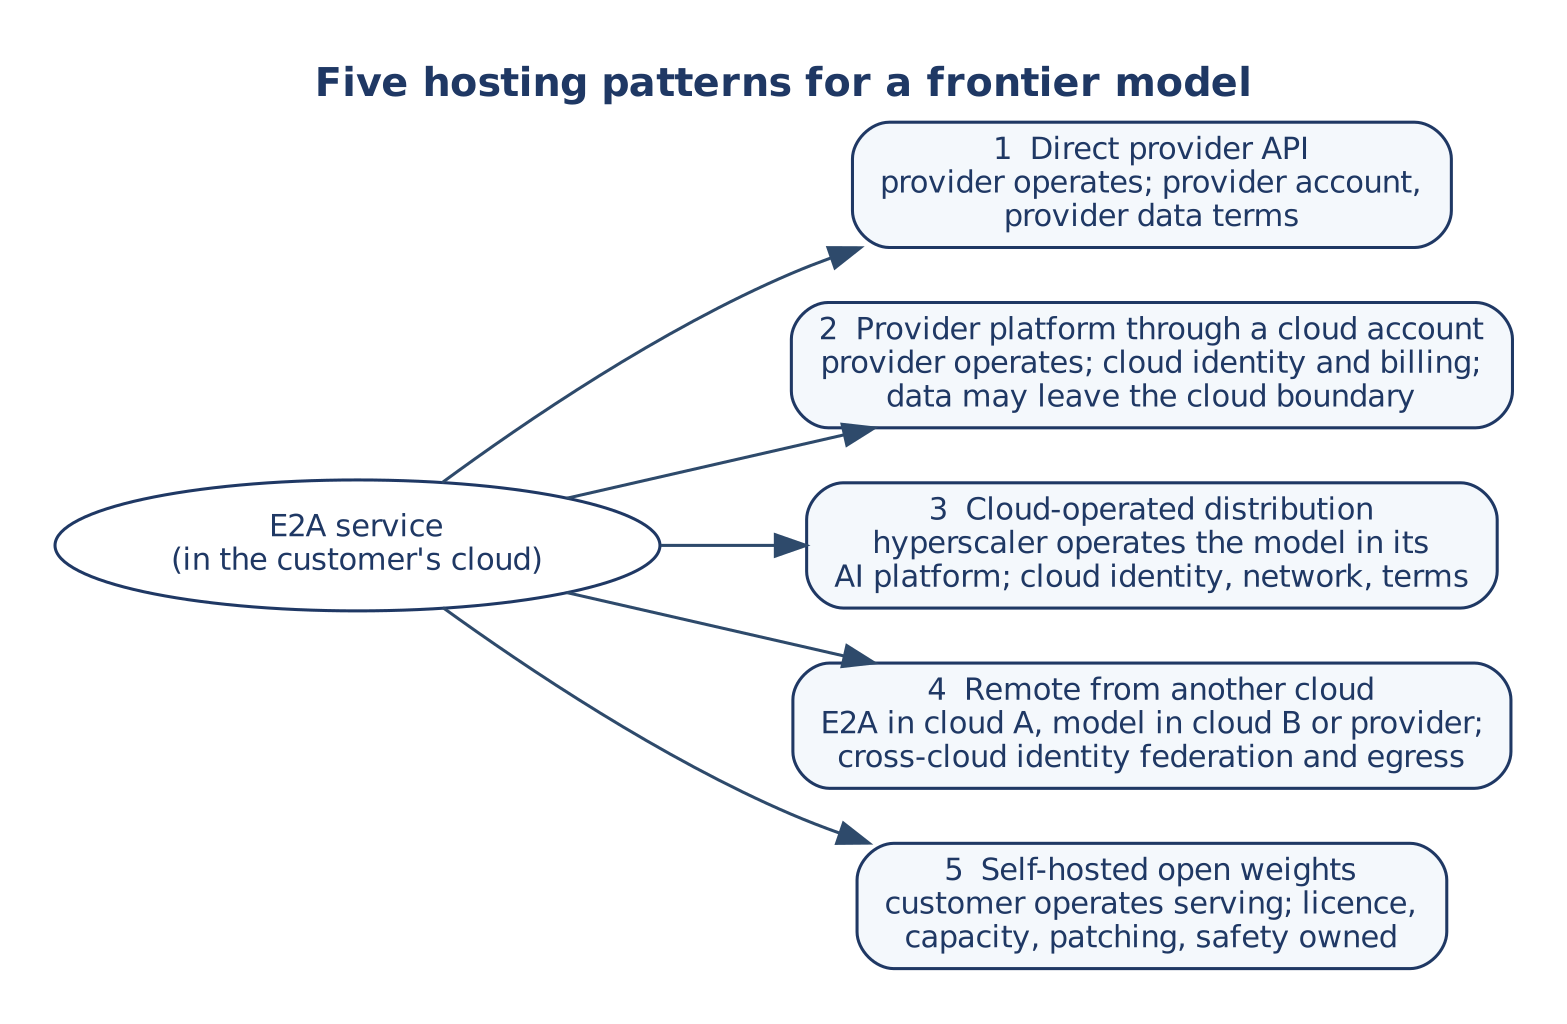 Five hosting patterns for a frontier model
1  Direct provider API
provider operates; provider account,
provider data terms
2  Provider platform through a cloud account
provider operates; cloud identity and billing;
data may leave the cloud boundary
E2A service
(in the customer's cloud)
3  Cloud-operated distribution
hyperscaler operates the model in its
AI platform; cloud identity, network, terms
4  Remote from another cloud
E2A in cloud A, model in cloud B or provider;
cross-cloud identity federation and egress
5  Self-hosted open weights
customer operates serving; licence,
capacity, patching, safety owned